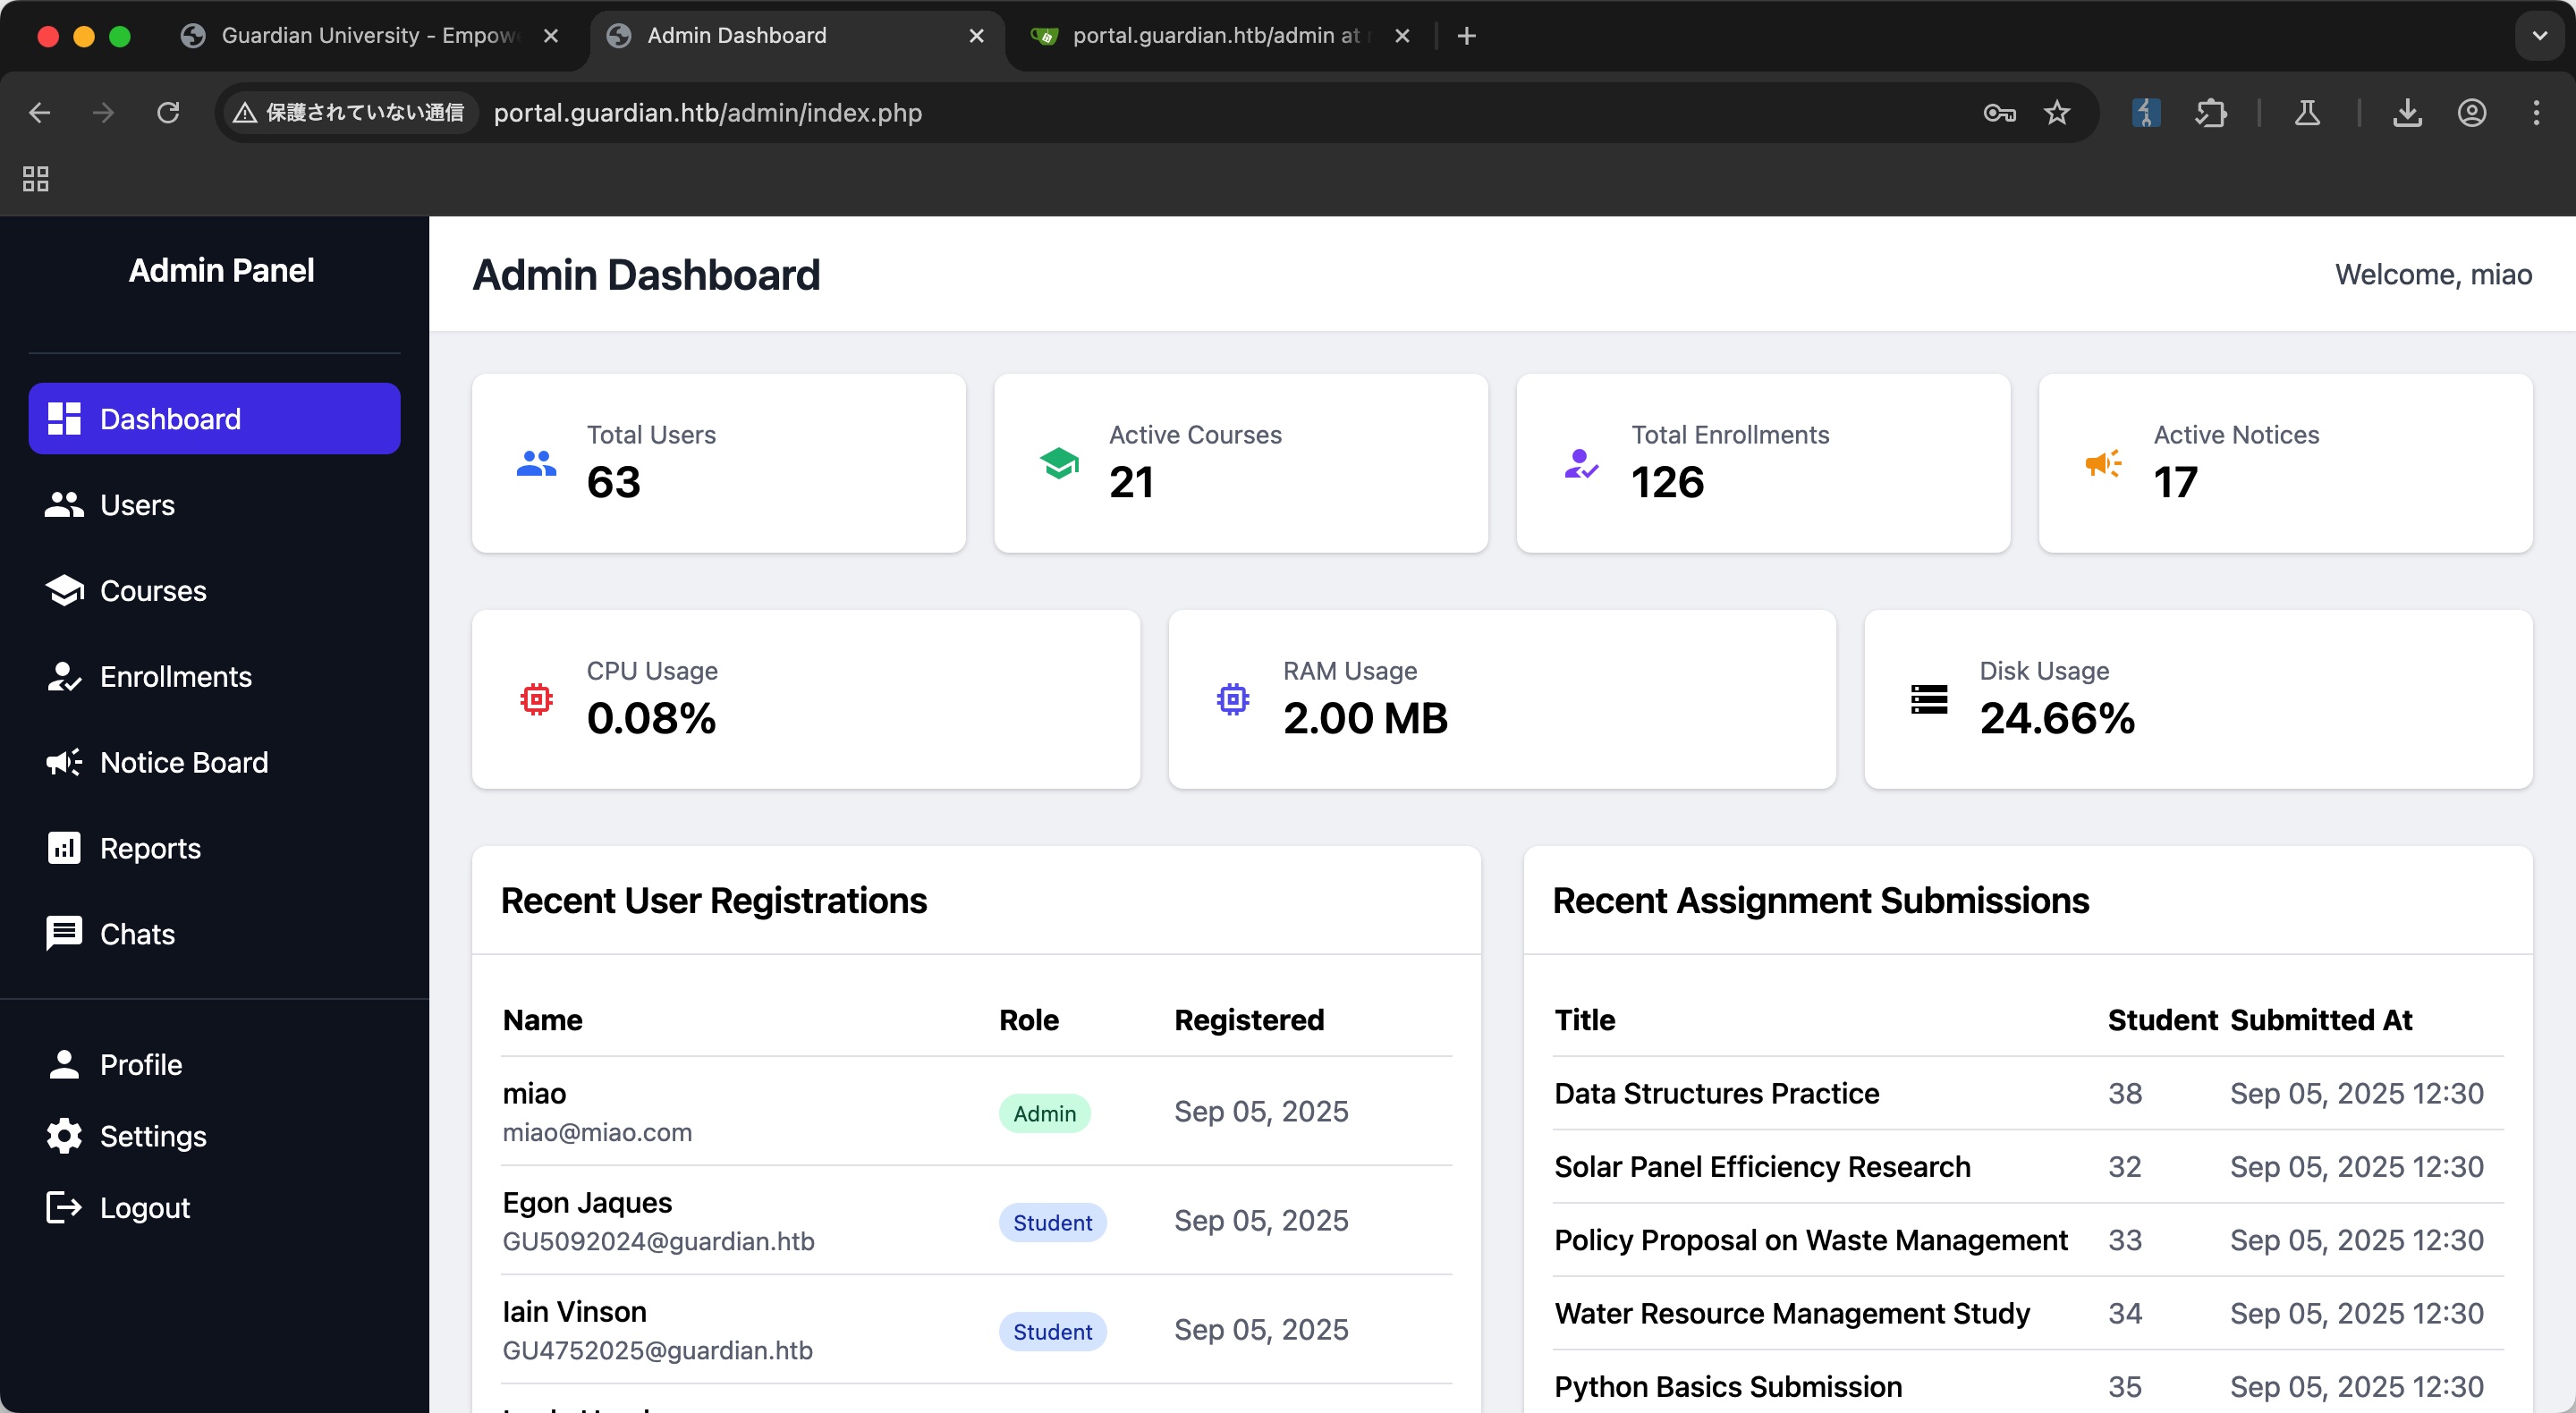 Guardian University - Empow
Admin Dashboard
portal.guardian.htb/admin at
保護されていない通信
portal.guardian.htb/admin/index.php
Admin Panel
Dashboard
Users
Courses
Enrollments
Notice Board
Reports
Chats
Profile
Settings
Logout
Admin Dashboard
Welcome, miao
Total Users
63
Active Courses
21
Total Enrollments
126
Active Notices
17
CPU Usage
0.08%
RAM Usage
2.00 MB
Disk Usage
24.66%
Recent User Registrations
Name Role Registered
miao
miao@miao.com
Admin
Sep 05, 2025
Egon Jaques
GU5092024@guardian.htb
Student
Sep 05, 2025
Iain Vinson
GU4752025@guardian.htb
Student
Sep 05, 2025
Recent Assignment Submissions
Title Student Submitted At
Data Structures Practice 38 Sep 05, 2025 12:30
Solar Panel Efficiency Research 32 Sep 05, 2025 12:30
Policy Proposal on Waste Management 33 Sep 05, 2025 12:30
Water Resource Management Study 34 Sep 05, 2025 12:30
Python Basics Submission 35 Sep 05, 2025 12:30